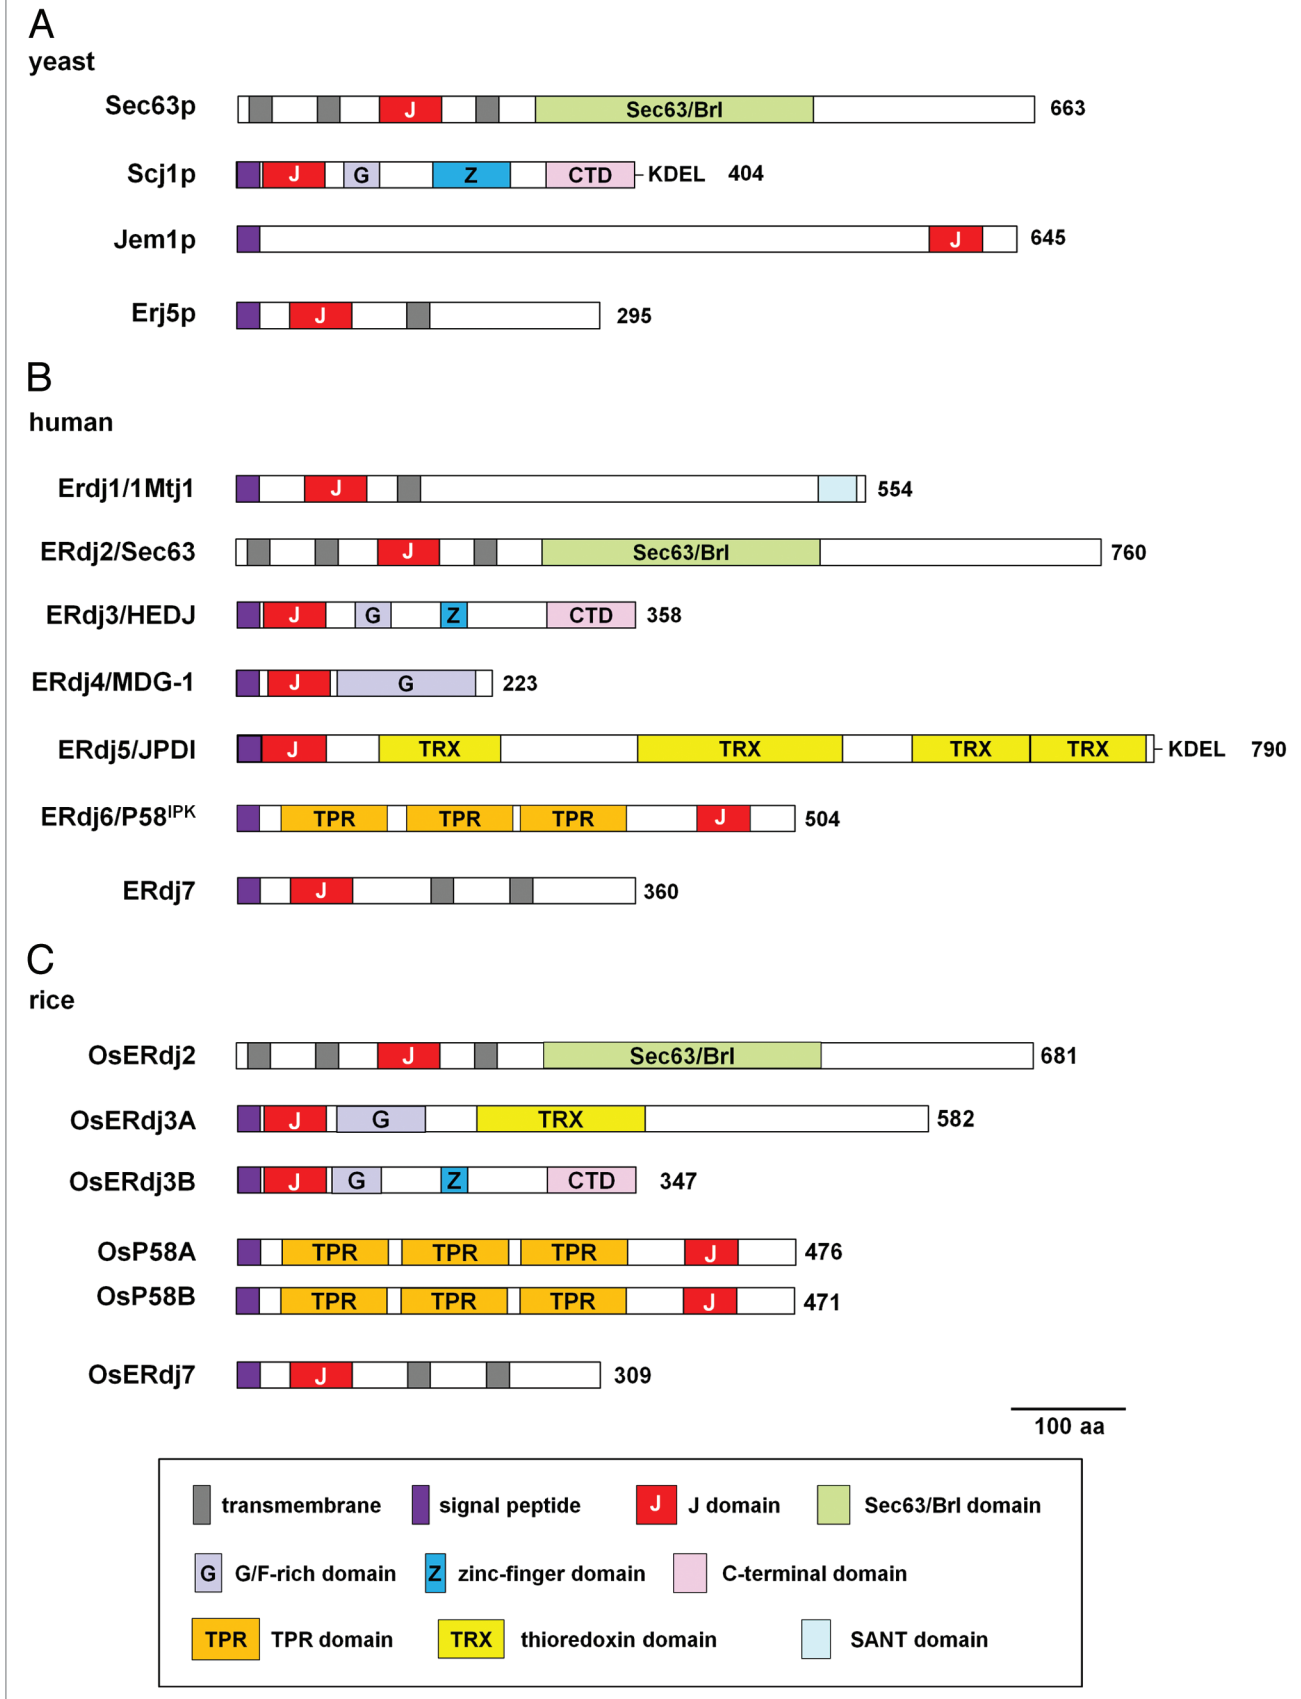 A
yeast
Sec63p J Sec63/BrI 663
Scj1p J G Z CTD KDEL 404
Jem1p J 645
Erj5p J 295
B
human
Erdj1/1Mtj1 J 554
ERdj2/Sec63 J Sec63/BrI 760
ERdj3/HEDJ J G Z CTD 358
ERdj4/MDG-1 J G 223
ERdj5/JPDI J TRX TRX TRX TRX KDEL 790
ERdj6/P58IPK TPR TPR TPR J 504
ERdj7 J 360
C
rice
OsERdj2 J Sec63/BrI 681
OsERdj3A J G TRX 582
OsERdj3B J G Z CTD 347
OsP58A TPR TPR TPR J 476
OsP58B TPR TPR TPR J 471
OsERdj7 J 309
100 aa
transmembrane signal peptide J J domain Sec63/BrI domain
G G/F-rich domain Z zinc-finger domain C-terminal domain
TPR TPR domain TRX thioredoxin domain SANT domain